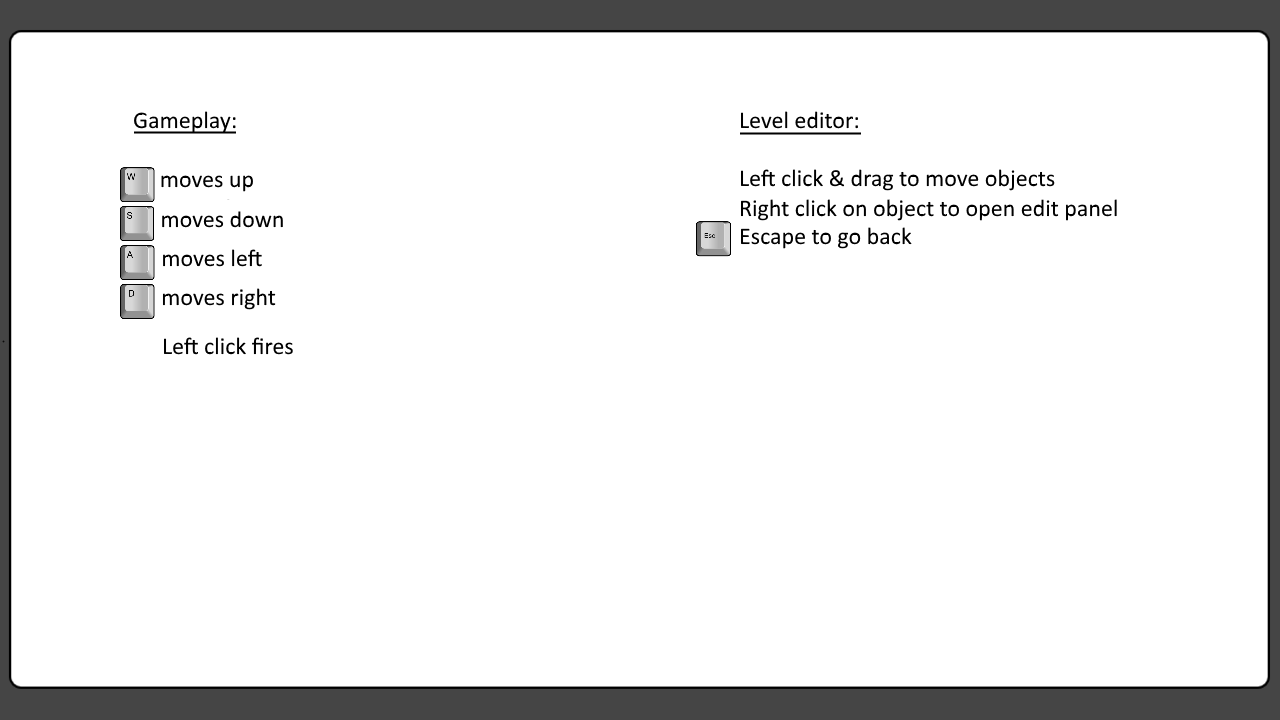 Gameplay:
W moves up
S moves down
A moves left
D moves right
Left click fires
Level editor:
Left click & drag to move objects
Right click on object to open edit panel
Esc Escape to go back